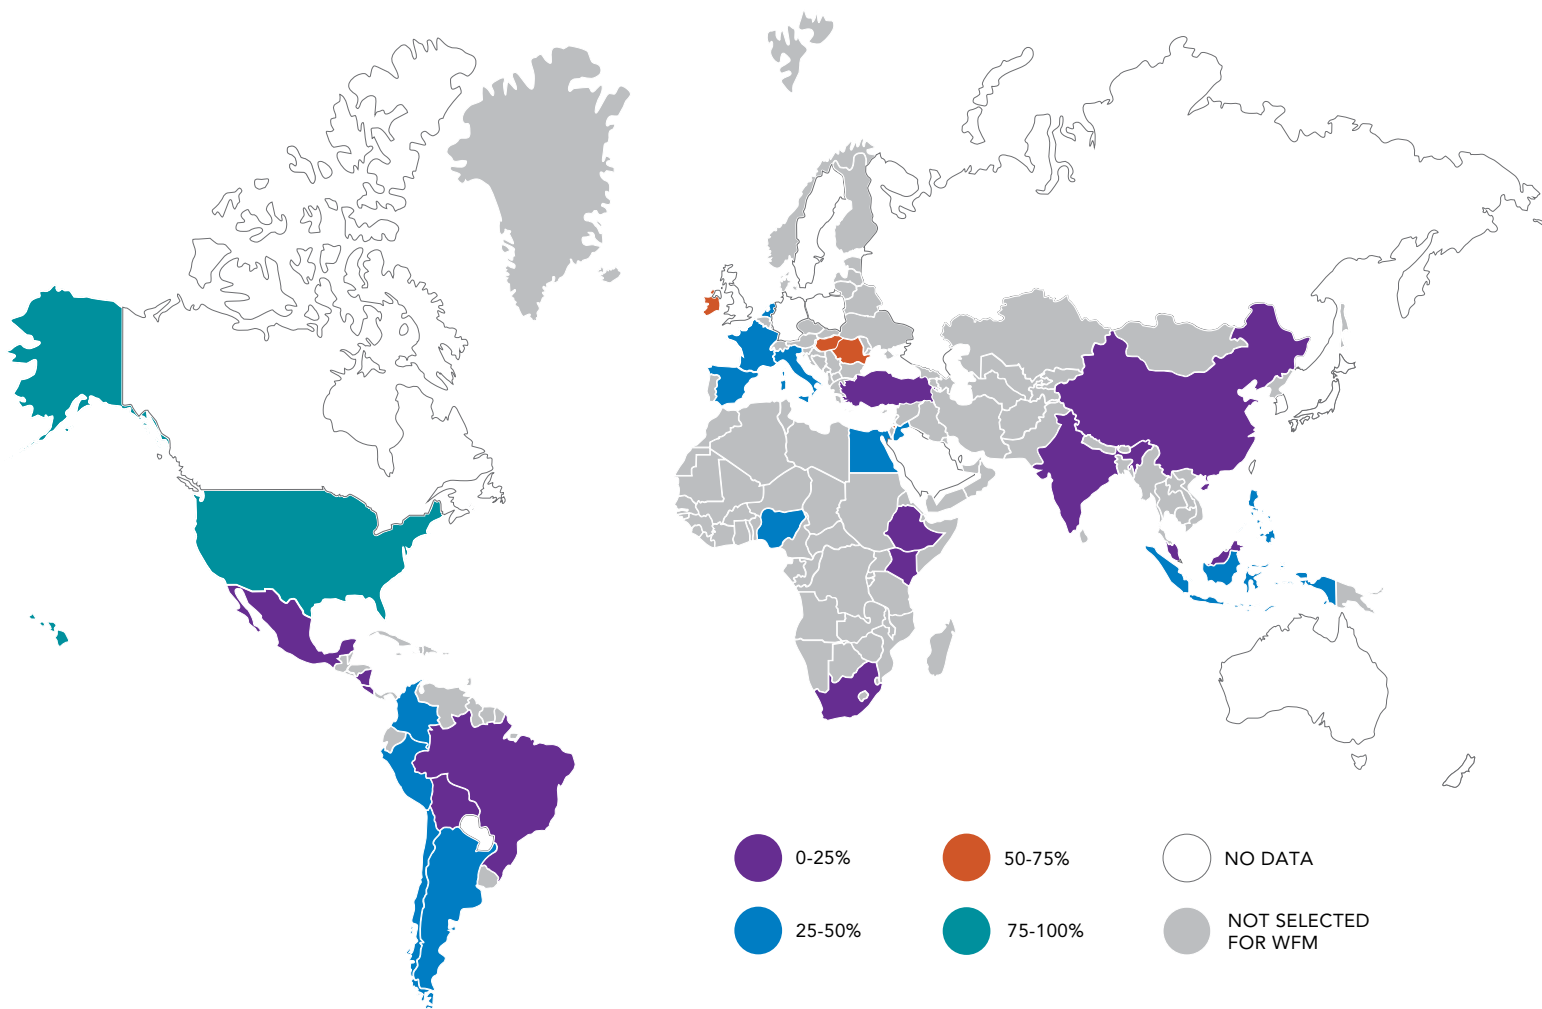 0-25%
50-75%
NO DATA
25-50%
75-100%
NOT SELECTED
FOR WFM